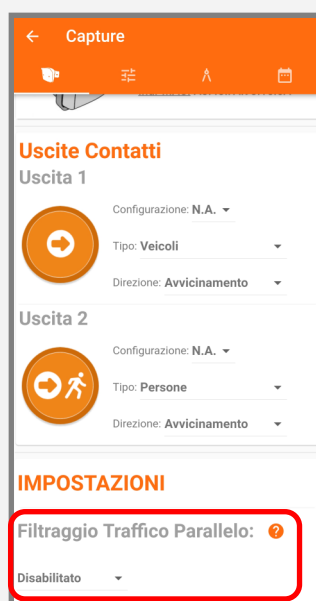 Capture
Uscite Contatti
Uscita 1
Configurazione: N.A.
Tipo: Veicoli
Direzione: Avvicinamento
Uscita 2
Configurazione: N.A.
Tipo: Persone
Direzione: Avvicinamento
IMPOSTAZIONI
Filtraggio Traffico Parallelo: ?
Disabilitato